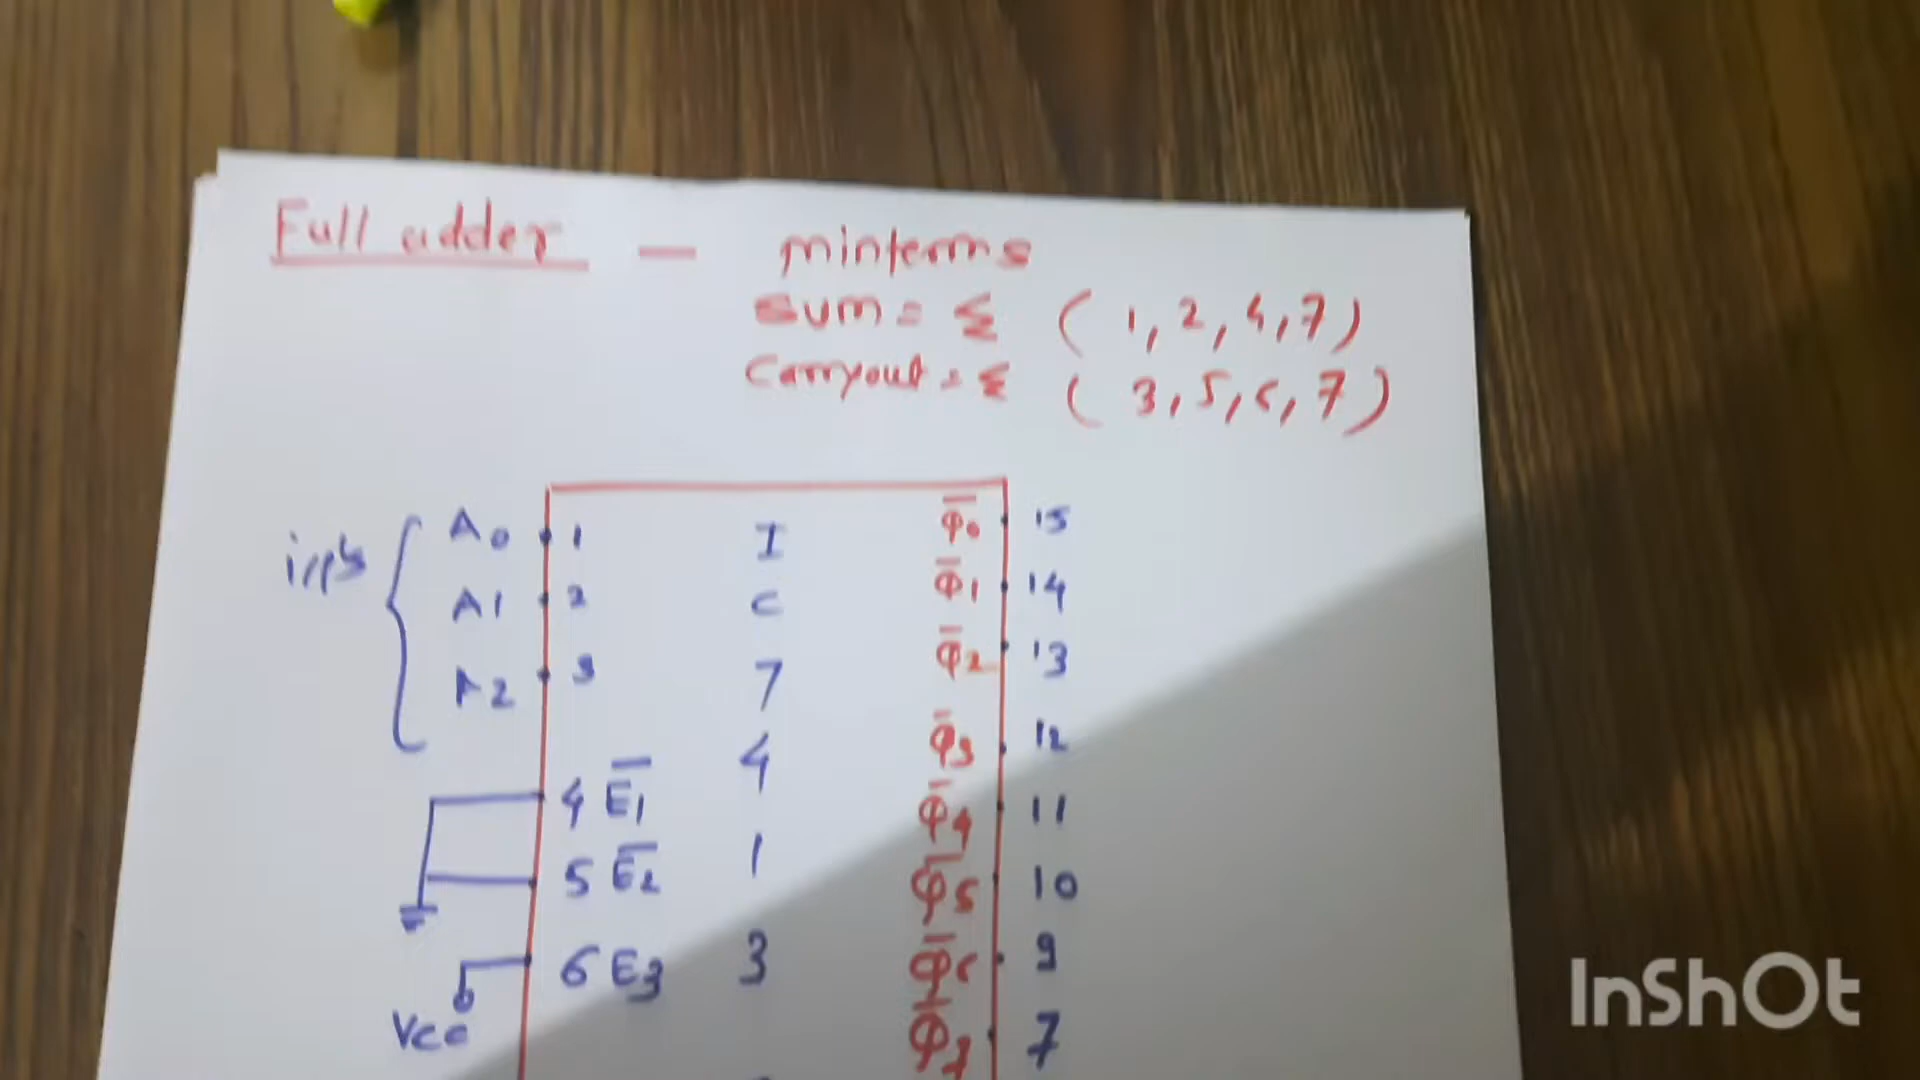 Full adder — minterms
sum = Σ (1, 2, 4, 7)
Carryout = Σ (3, 5, 6, 7)
i/p's
A0 1 I Φ̅0 15
A1 2 C Φ̅1 14
A2 3 7 Φ̅2 13
4 Φ̅3 12
4 E̅1 Φ̅4 11
5 E̅2 1 Φ̅5 10
6 E3 3 Φ̅6 9
Vcc Φ̅7 7
InShOt